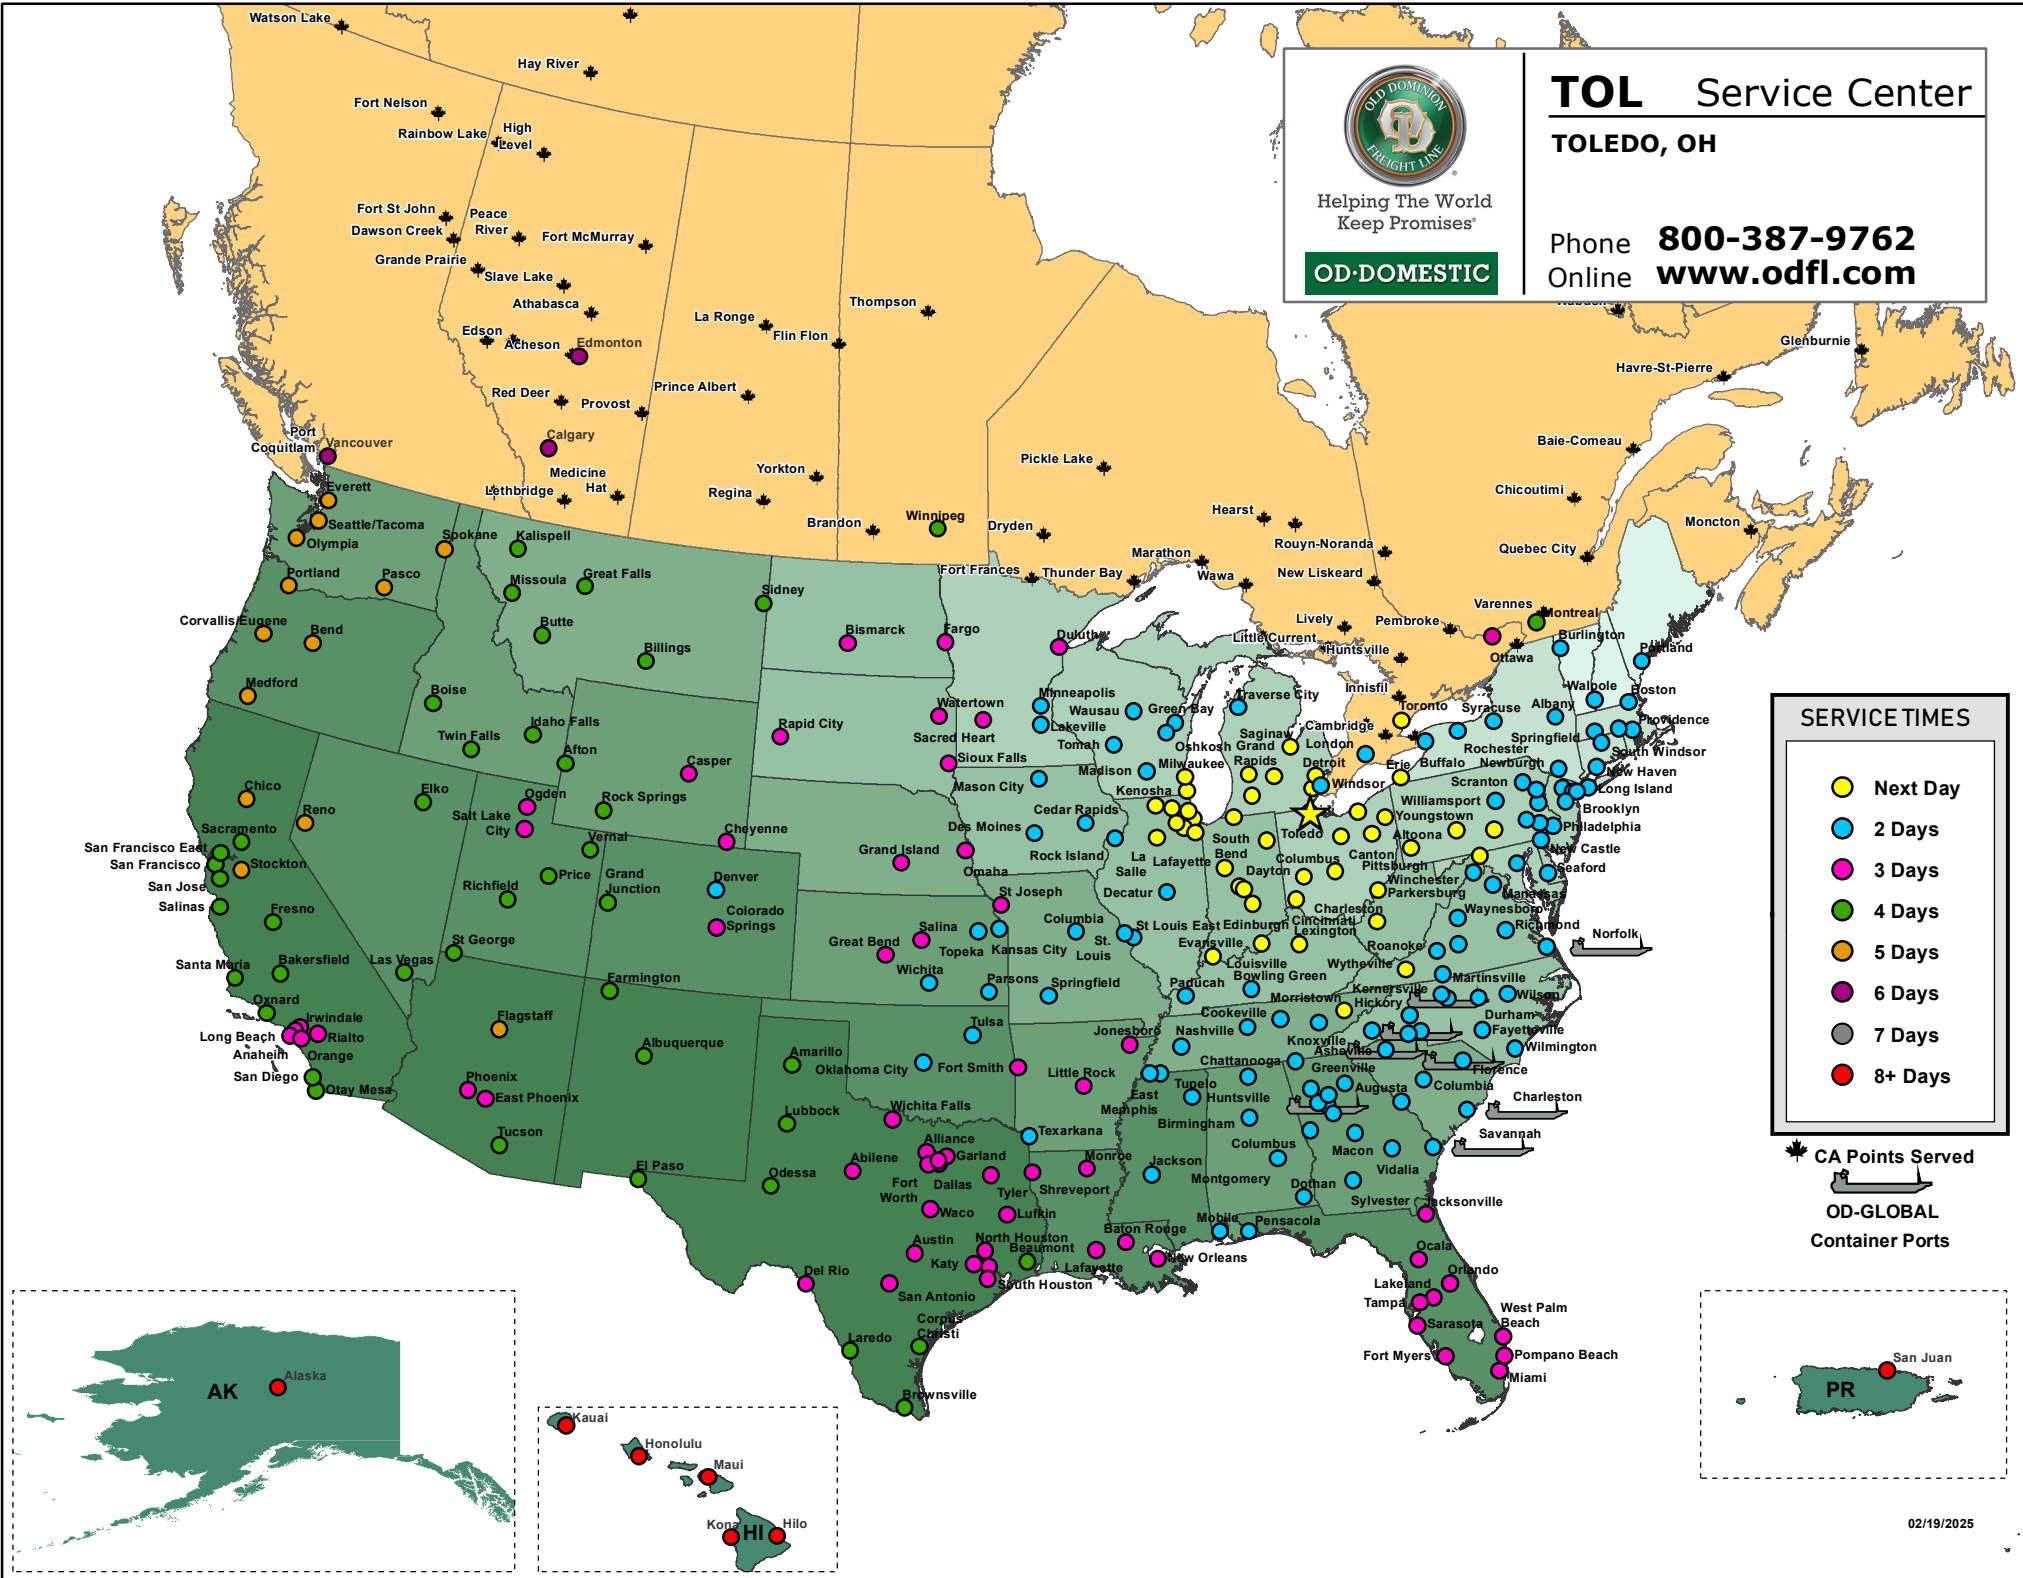 Watson Lake
Hay River
Fort Nelson
Rainbow Lake
High
Level
Fort St John
Dawson Creek
Peace
River
Fort McMurray
Grande Prairie
Slave Lake
Athabasca
Edson
Acheson
Edmonton
Red Deer
Provost
Calgary
Medicine
Hat
Lethbridge
Port
Coquitlam
Vancouver
La Ronge
Flin Flon
Thompson
Prince Albert
Yorkton
Regina
Brandon
Winnipeg
Pickle Lake
Dryden
Fort Frances
Thunder Bay
Marathon
Wawa
Hearst
Rouyn-Noranda
New Liskeard
Lively
Little Current
Huntsville
Pembroke
Innisfil
Toronto
Cambridge
London
Windsor
Ottawa
Varennes
Montreal
Quebec City
Chicoutimi
Baie-Comeau
Havre-St-Pierre
Glenburnie
Moncton
OLD DOMINION
FREIGHT LINE
Helping The World
Keep Promises®
OD·DOMESTIC
TOL Service Center
TOLEDO, OH
Phone 800-387-9762
Online www.odfl.com
Everett
Seattle/Tacoma
Olympia
Spokane
Portland
Pasco
Corvallis/Eugene
Bend
Medford
Kalispell
Missoula
Great Falls
Butte
Billings
Sidney
Boise
Twin Falls
Idaho Falls
Afton
Casper
Rock Springs
Cheyenne
Bismarck
Fargo
Rapid City
Watertown
Sacred Heart
Sioux Falls
Duluth
Minneapolis
Lakeville
Wausau
Green Bay
Tomah
Oshkosh
Madison
Milwaukee
Kenosha
Traverse City
Saginaw
Grand
Rapids
Detroit
Mason City
Cedar Rapids
Des Moines
Rock Island
La
Salle
Decatur
Lafayette
South
Bend
Toledo
Columbus
Dayton
Canton
Youngstown
Erie
Buffalo
Rochester
Syracuse
Albany
Burlington
Portland
Walpole
Boston
Providence
Springfield
South Windsor
New Haven
Newburgh
Long Island
Brooklyn
Scranton
Williamsport
Altoona
Pittsburgh
Philadelphia
New Castle
Seaford
Manassas
Winchester
Parkersburg
Charleston
Waynesboro
Richmond
Norfolk
Roanoke
Wytheville
Martinsville
Cincinnati
Lexington
Edinburgh
Evansville
Louisville
Bowling Green
Paducah
Grand Island
Omaha
St Joseph
Salina
Great Bend
Topeka
Kansas City
Wichita
Parsons
Columbia
St.
Louis
St Louis East
Springfield
Denver
Colorado
Springs
Grand
Junction
Chico
Sacramento
San Francisco East
San Francisco
Stockton
San Jose
Salinas
Fresno
Santa Maria
Bakersfield
Oxnard
Irwindale
Long Beach
Rialto
Anaheim
Orange
San Diego
Otay Mesa
Reno
Elko
Las Vegas
Ogden
Salt Lake
City
Vernal
Price
Richfield
St George
Farmington
Flagstaff
Phoenix
East Phoenix
Tucson
Albuquerque
El Paso
Amarillo
Lubbock
Odessa
Abilene
Wichita Falls
Alliance
Garland
Fort
Worth
Dallas
Tyler
Waco
Lufkin
Austin
North Houston
Beaumont
Katy
South Houston
San Antonio
Del Rio
Laredo
Corpus
Christi
Brownsville
Oklahoma City
Tulsa
Fort Smith
Little Rock
Jonesboro
Texarkana
Shreveport
Monroe
Lafayette
Baton Rouge
New Orleans
Jackson
Tupelo
East
Memphis
Nashville
Cookeville
Morristown
Knoxville
Chattanooga
Huntsville
Birmingham
Montgomery
Dothan
Mobile
Pensacola
Columbus
Macon
Vidalia
Sylvester
Savannah
Augusta
Greenville
Asheville
Hickory
Kernersville
Durham
Wilson
Fayetteville
Wilmington
Florence
Columbia
Charleston
Jacksonville
Ocala
Orlando
Lakeland
Tampa
Sarasota
Fort Myers
West Palm
Beach
Pompano Beach
Miami
SERVICE TIMES
Next Day
2 Days
3 Days
4 Days
5 Days
6 Days
7 Days
8+ Days
CA Points Served
OD-GLOBAL
Container Ports
AK
Alaska
Kauai
Honolulu
Maui
Kona
HI
Hilo
San Juan
PR
02/19/2025